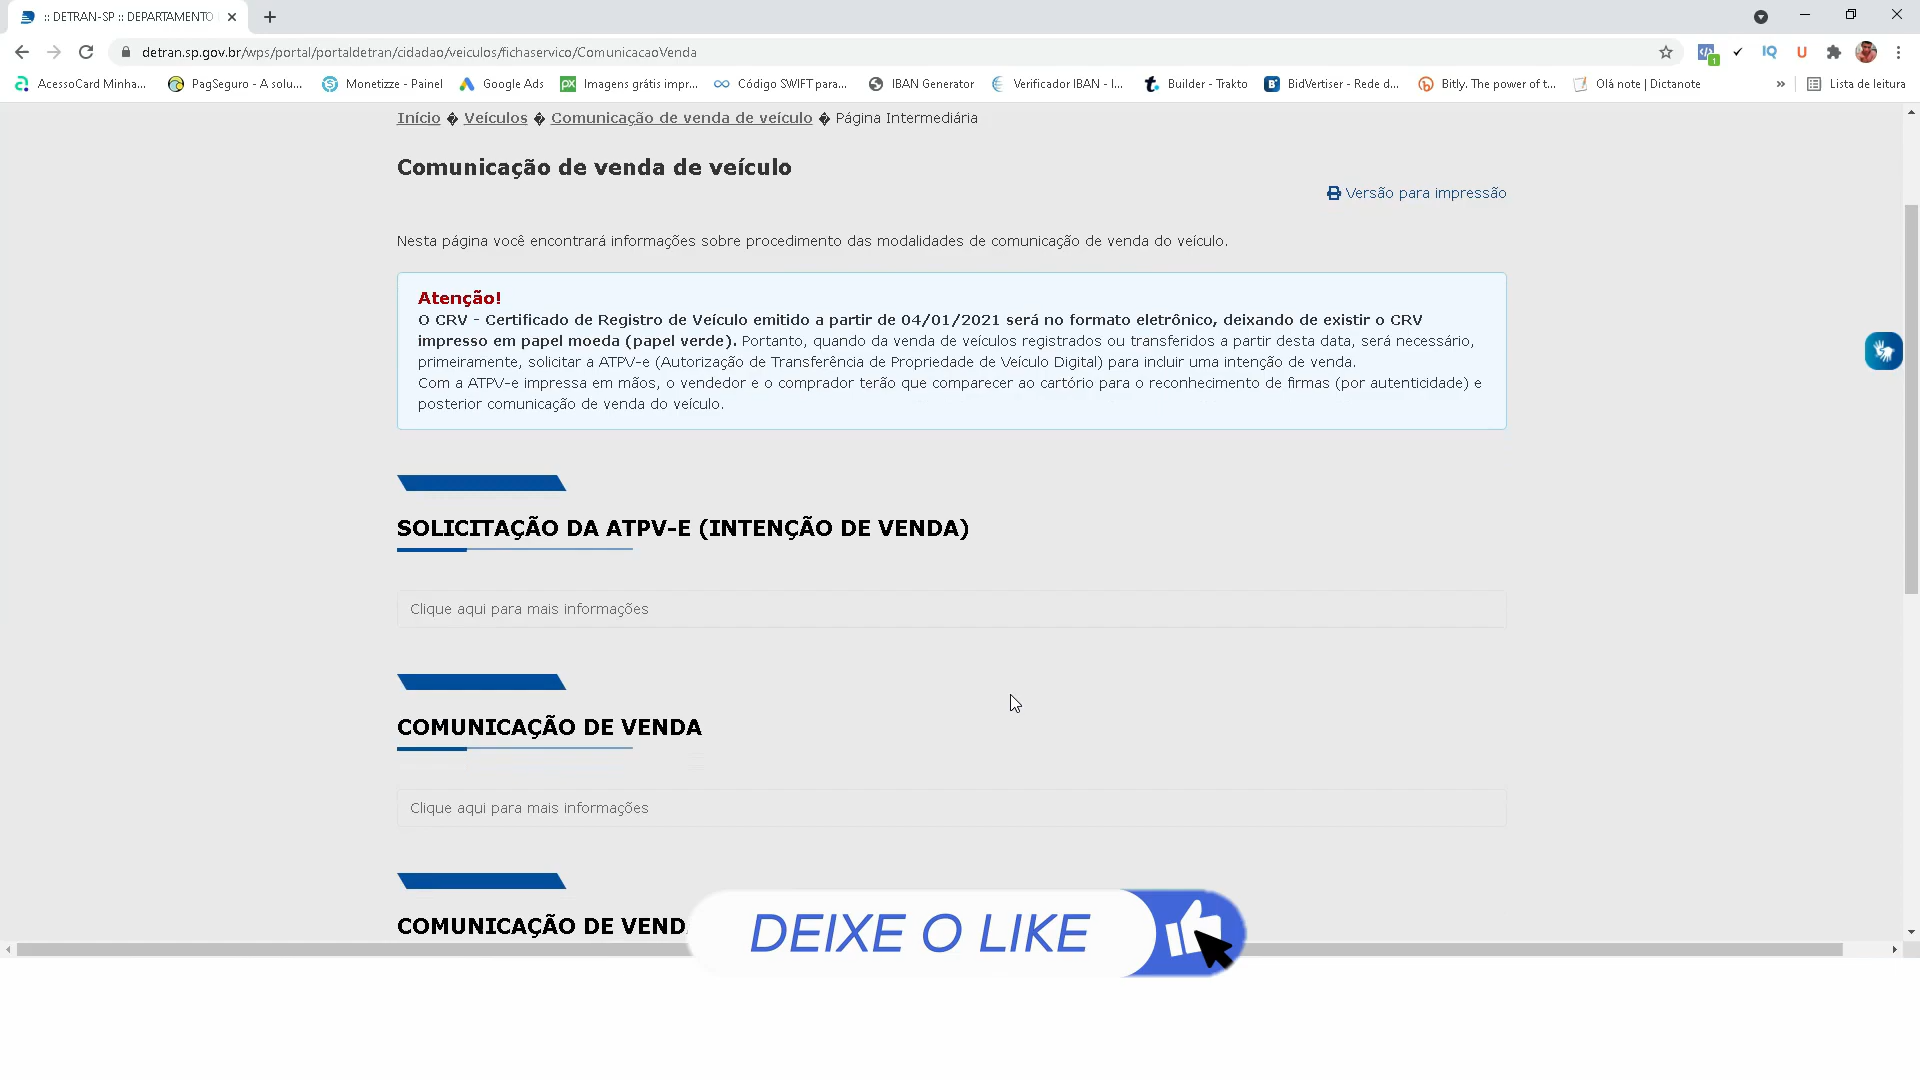 :: DETRAN-SP :: DEPARTAMENTO
detran.sp.gov.br/wps/portal/portaldetran/cidadao/veiculos/fichaservico/ComunicacaoVenda
IQ
U
1
AcessoCard Minha...
PagSeguro - A solu...
Monetizze - Painel
Google Ads
px
Imagens grátis impr...
Código SWIFT para...
IBAN Generator
Verificador IBAN - I...
t.
Builder - Trakto
B
BidVertiser - Rede d...
Bitly. The power of t...
Olá note | Dictanote
»
Lista de leitura
Início � Veículos � Comunicação de venda de veículo � Página Intermediária
Comunicação de venda de veículo
Versão para impressão
Nesta página você encontrará informações sobre procedimento das modalidades de comunicação de venda do veículo.
Atenção!
O CRV - Certificado de Registro de Veículo emitido a partir de 04/01/2021 será no formato eletrônico, deixando de existir o CRV
impresso em papel moeda (papel verde). Portanto, quando da venda de veículos registrados ou transferidos a partir desta data, será necessário,
primeiramente, solicitar a ATPV-e (Autorização de Transferência de Propriedade de Veículo Digital) para incluir uma intenção de venda.
Com a ATPV-e impressa em mãos, o vendedor e o comprador terão que comparecer ao cartório para o reconhecimento de firmas (por autenticidade) e
posterior comunicação de venda do veículo.
SOLICITAÇÃO DA ATPV-E (INTENÇÃO DE VENDA)
Clique aqui para mais informações
COMUNICAÇÃO DE VENDA
Clique aqui para mais informações
COMUNICAÇÃO DE VENDA
DEIXE O LIKE